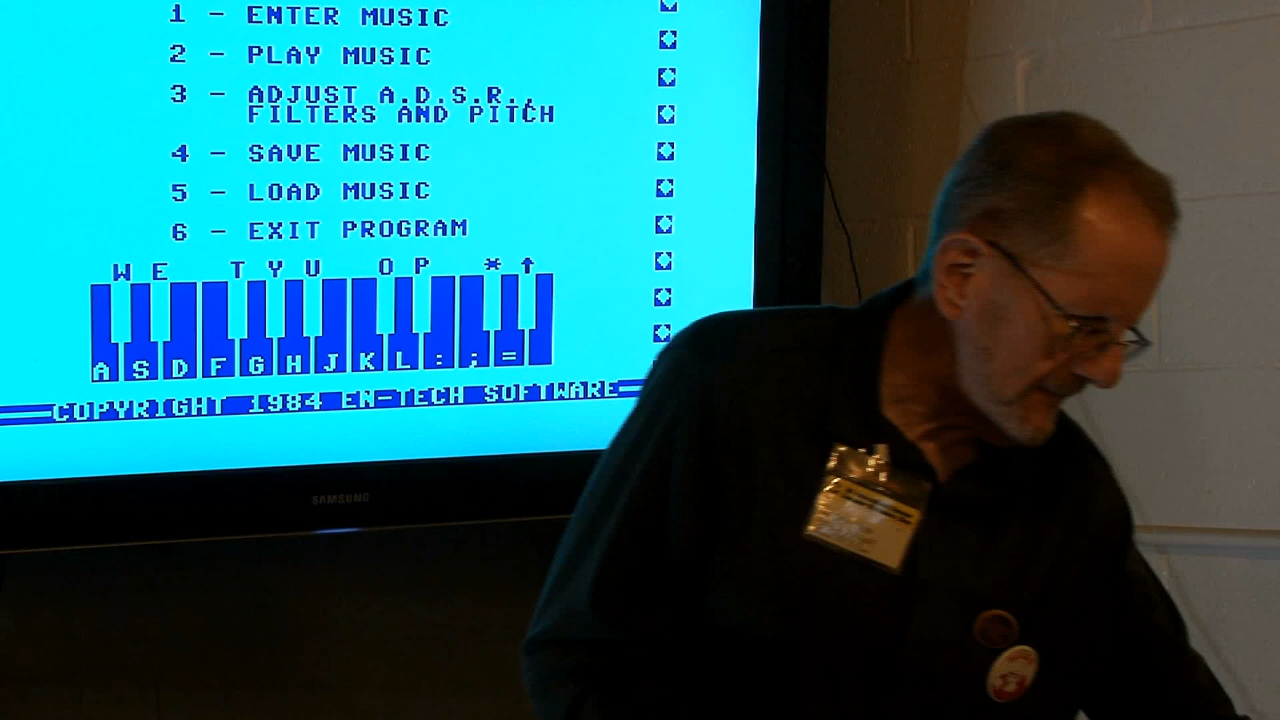 1 - ENTER MUSIC
2 - PLAY MUSIC
3 - ADJUST A.D.S.R.,
FILTERS AND PITCH
4 - SAVE MUSIC
5 - LOAD MUSIC
6 - EXIT PROGRAM
W E T Y U O P * ↑
A S D F G H J K L : ; =
COPYRIGHT 1984 EN-TECH SOFTWARE
SAMSUNG